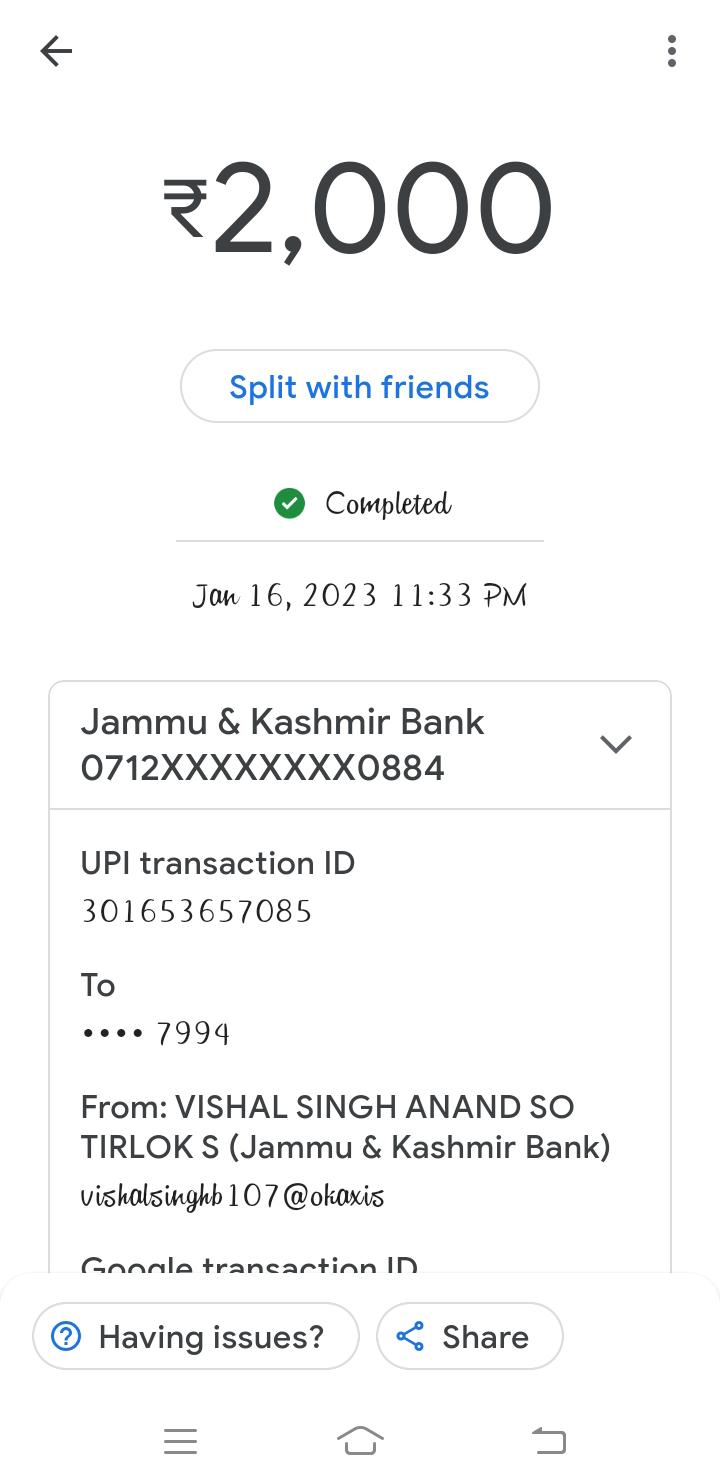 ₹2,000
Split with friends
Completed
Jan 16, 2023 11:33 PM
Jammu & Kashmir Bank
0712XXXXXXXX0884
UPI transaction ID
301653657085
To
•••• 7994
From: VISHAL SINGH ANAND SO
TIRLOK S (Jammu & Kashmir Bank)
vishalsinghb107@okaxis
Google transaction ID
Having issues?
Share